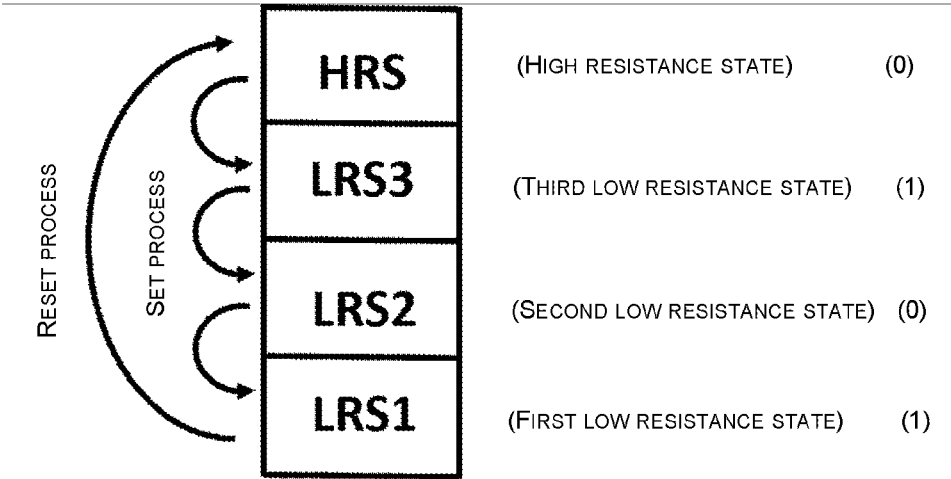 HRS (HIGH RESISTANCE STATE) (0)
LRS3 (THIRD LOW RESISTANCE STATE) (1)
LRS2 (SECOND LOW RESISTANCE STATE) (0)
LRS1 (FIRST LOW RESISTANCE STATE) (1)
RESET PROCESS
SET PROCESS